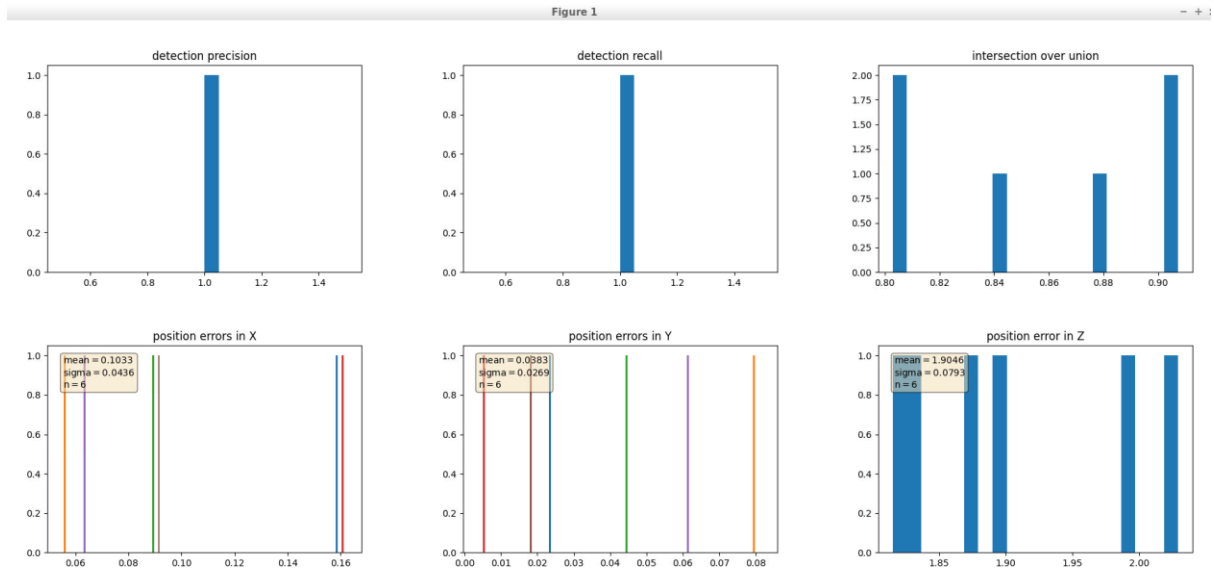 Figure 1
detection precision
1.0
0.8
0.6
0.4
0.2
0.0
0.6 0.8 1.0 1.2 1.4
detection recall
1.0
0.8
0.6
0.4
0.2
0.0
0.6 0.8 1.0 1.2 1.4
intersection over union
2.00
1.75
1.50
1.25
1.00
0.75
0.50
0.25
0.00
0.80 0.82 0.84 0.86 0.88 0.90
position errors in X
mean = 0.1033
sigma = 0.0436
n = 6
1.0
0.8
0.6
0.4
0.2
0.0
0.06 0.08 0.10 0.12 0.14 0.16
position errors in Y
mean = 0.0383
sigma = 0.0269
n = 6
1.0
0.8
0.6
0.4
0.2
0.0
0.00 0.01 0.02 0.03 0.04 0.05 0.06 0.07 0.08
position error in Z
mean = 1.9046
sigma = 0.0793
n = 6
1.0
0.8
0.6
0.4
0.2
0.0
1.85 1.90 1.95 2.00